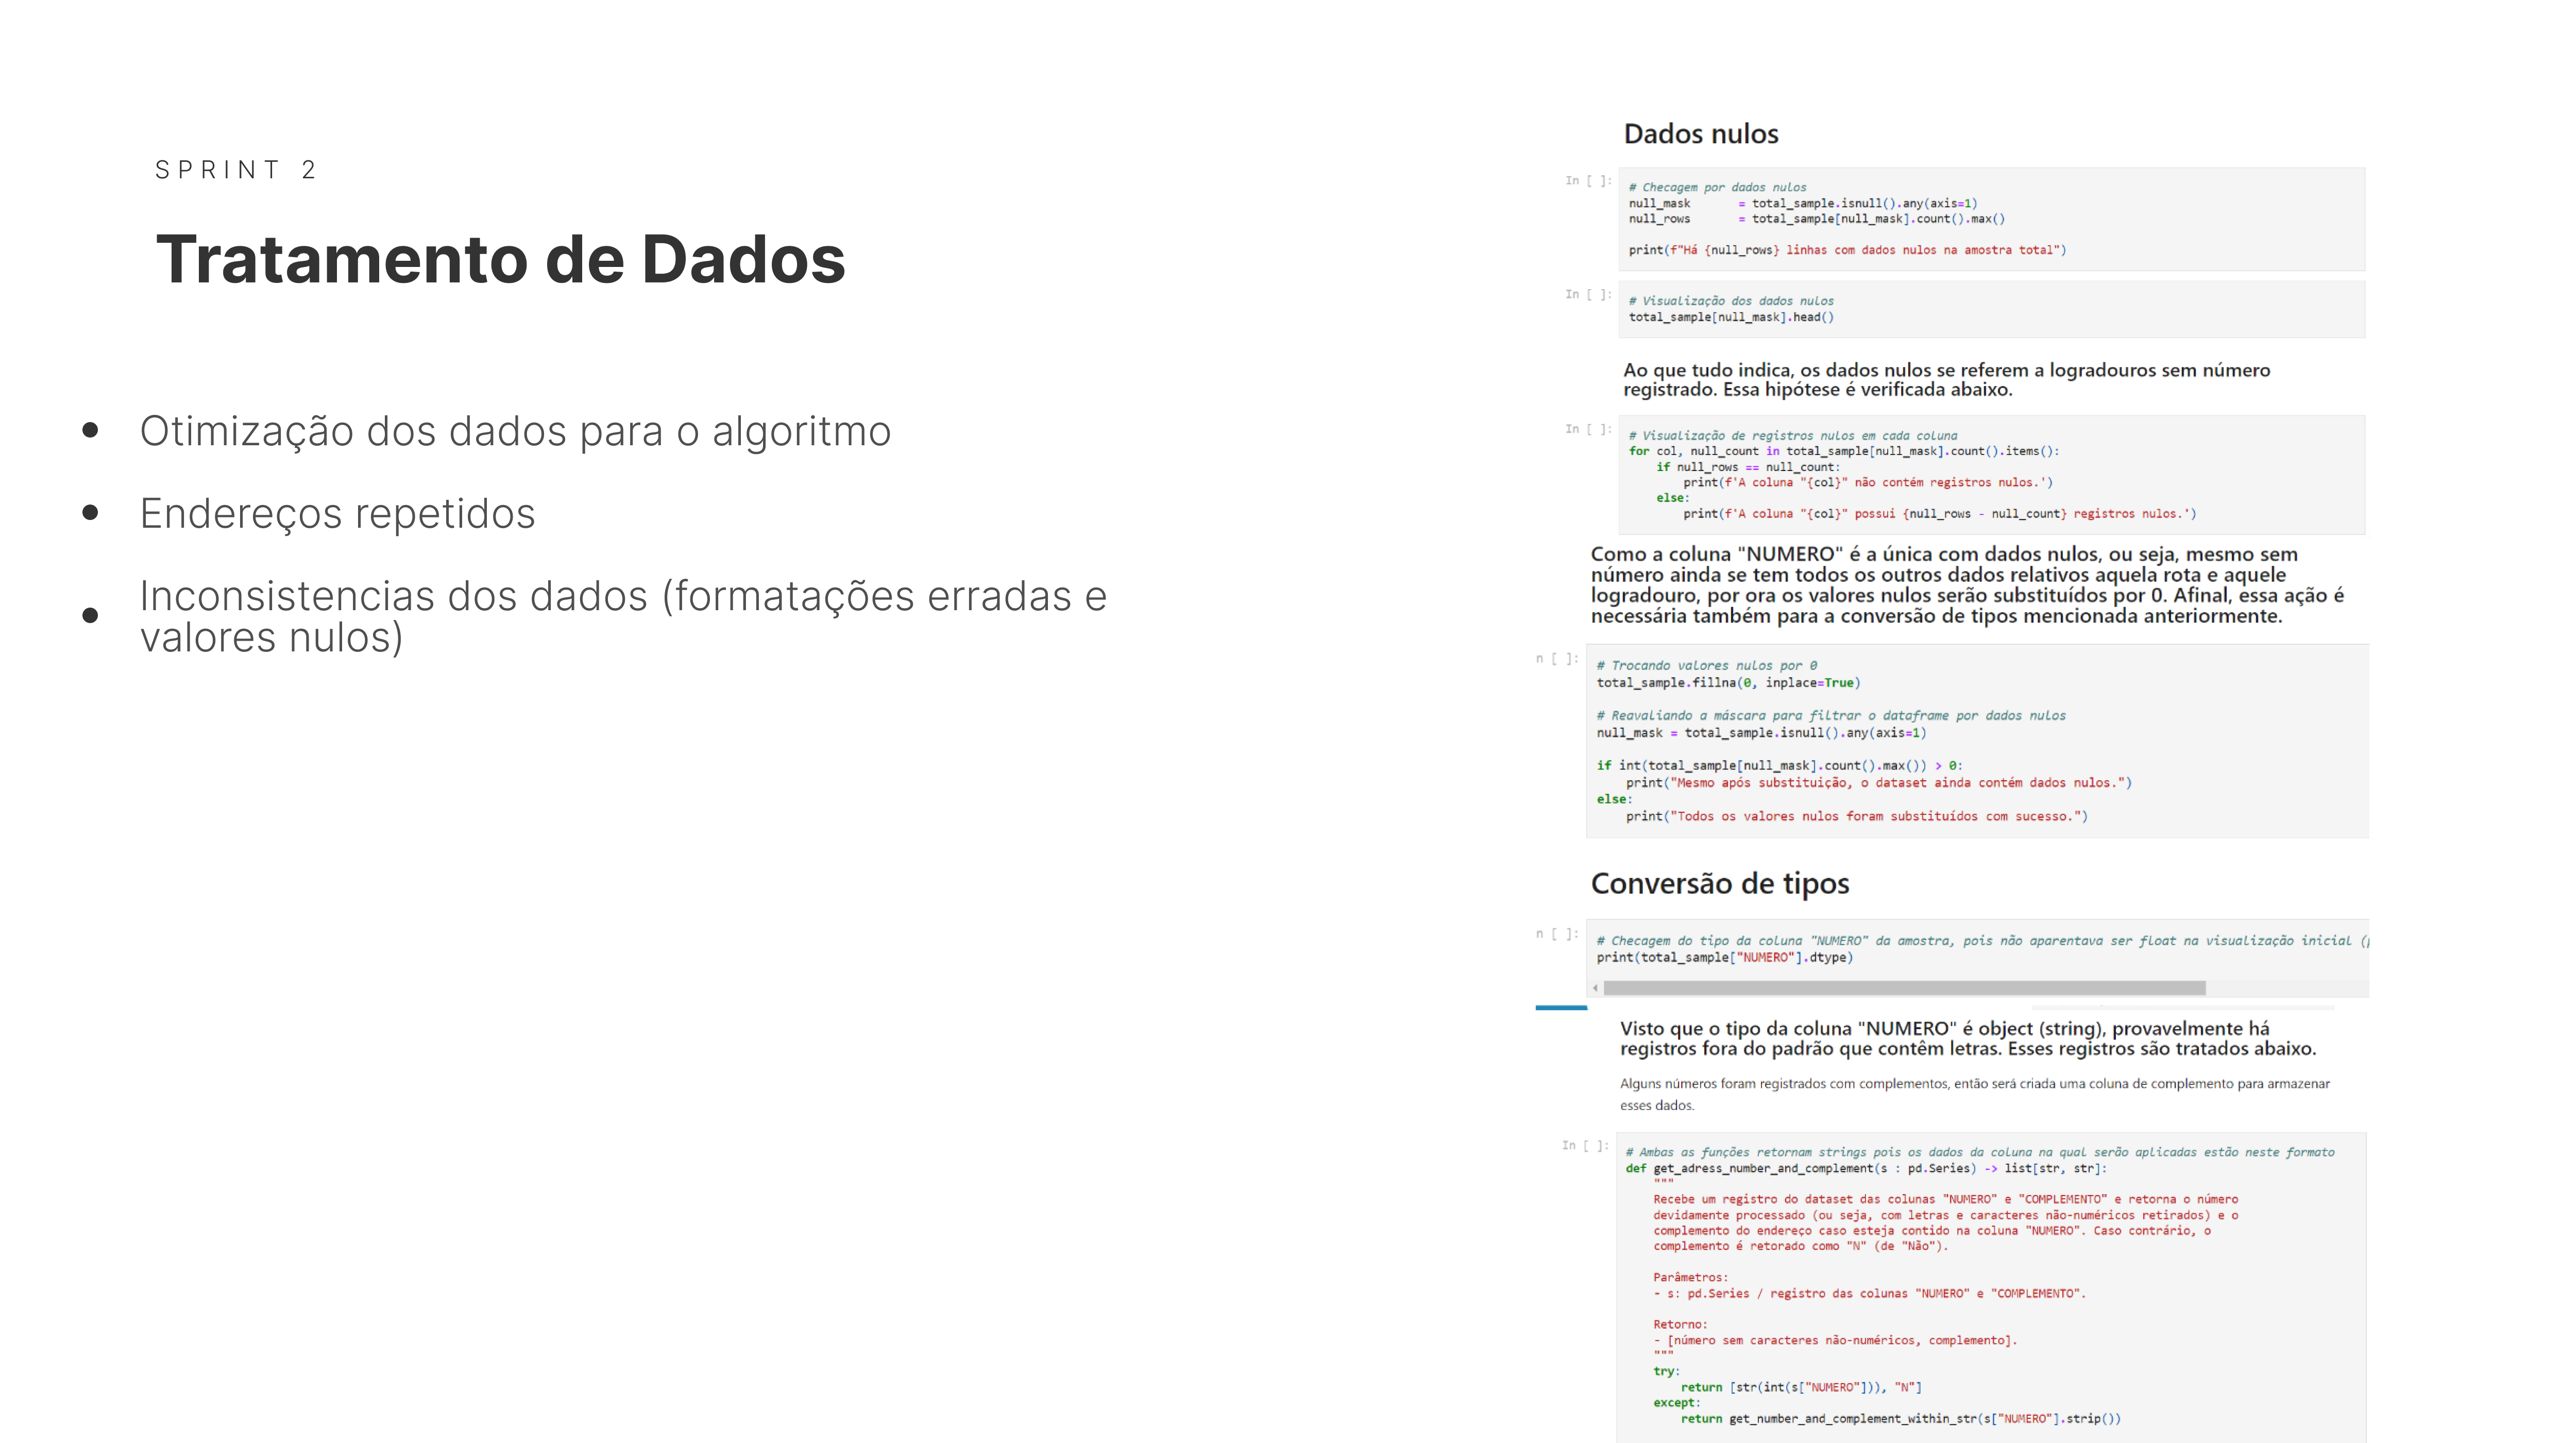 SPRINT 2
Tratamento de Dados
Otimização dos dados para o algoritmo
Endereços repetidos
Inconsistencias dos dados (formatações erradas e
valores nulos)
Dados nulos
In [ ]:
# Checagem por dados nulos
null_mask = total_sample.isnull().any(axis=1)
null_rows = total_sample[null_mask].count().max()
print(f"Há {null_rows} linhas com dados nulos na amostra total")
In [ ]:
# Visualização dos dados nulos
total_sample[null_mask].head()
Ao que tudo indica, os dados nulos se referem a logradouros sem número
registrado. Essa hipótese é verificada abaixo.
In [ ]:
# Visualização de registros nulos em cada coluna
for col, null_count in total_sample[null_mask].count().items():
if null_rows == null_count:
print(f'A coluna "{col}" não contém registros nulos.')
else:
print(f'A coluna "{col}" possui {null_rows - null_count} registros nulos.')
Como a coluna "NUMERO" é a única com dados nulos, ou seja, mesmo sem
número ainda se tem todos os outros dados relativos aquela rota e aquele
logradouro, por ora os valores nulos serão substituídos por 0. Afinal, essa ação é
necessária também para a conversão de tipos mencionada anteriormente.
n [ ]:
# Trocando valores nulos por 0
total_sample.fillna(0, inplace=True)
# Reavaliando a máscara para filtrar o dataframe por dados nulos
null_mask = total_sample.isnull().any(axis=1)
if int(total_sample[null_mask].count().max()) > 0:
print("Mesmo após substituição, o dataset ainda contém dados nulos.")
else:
print("Todos os valores nulos foram substituídos com sucesso.")
Conversão de tipos
n [ ]:
# Checagem do tipo da coluna "NUMERO" da amostra, pois não aparentava ser float na visualização inicial (
print(total_sample["NUMERO"].dtype)
Visto que o tipo da coluna "NUMERO" é object (string), provavelmente há
registros fora do padrão que contêm letras. Esses registros são tratados abaixo.
Alguns números foram registrados com complementos, então será criada uma coluna de complemento para armazenar
esses dados.
In [ ]:
# Ambas as funções retornam strings pois os dados da coluna na qual serão aplicadas estão neste formato
def get_adress_number_and_complement(s : pd.Series) -> list[str, str]:
"""
Recebe um registro do dataset das colunas "NUMERO" e "COMPLEMENTO" e retorna o número
devidamente processado (ou seja, com letras e caracteres não-numéricos retirados) e o
complemento do endereço caso esteja contido na coluna "NUMERO". Caso contrário, o
complemento é retorado como "N" (de "Não").
Parâmetros:
- s: pd.Series / registro das colunas "NUMERO" e "COMPLEMENTO".
Retorno:
- [número sem caracteres não-numéricos, complemento].
"""
try:
return [str(int(s["NUMERO"])), "N"]
except:
return get_number_and_complement_within_str(s["NUMERO"].strip())